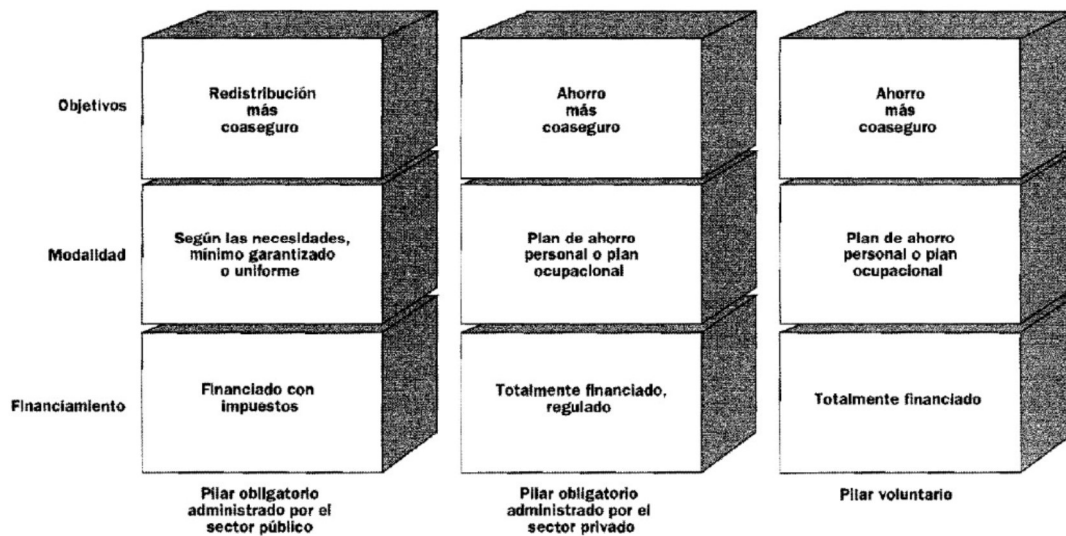 Objetivos
Redistribución
más
coaseguro
Ahorro
más
coaseguro
Ahorro
más
coaseguro
Modalidad
Según las necesidades,
mínimo garantizado
o uniforme
Plan de ahorro
personal o plan
ocupacional
Plan de ahorro
personal o plan
ocupacional
Financiamiento
Financiado con
impuestos
Totalmente financiado,
regulado
Totalmente financiado
Pilar obligatorio
administrado por el
sector público
Pilar obligatorio
administrado por el
sector privado
Pilar voluntario